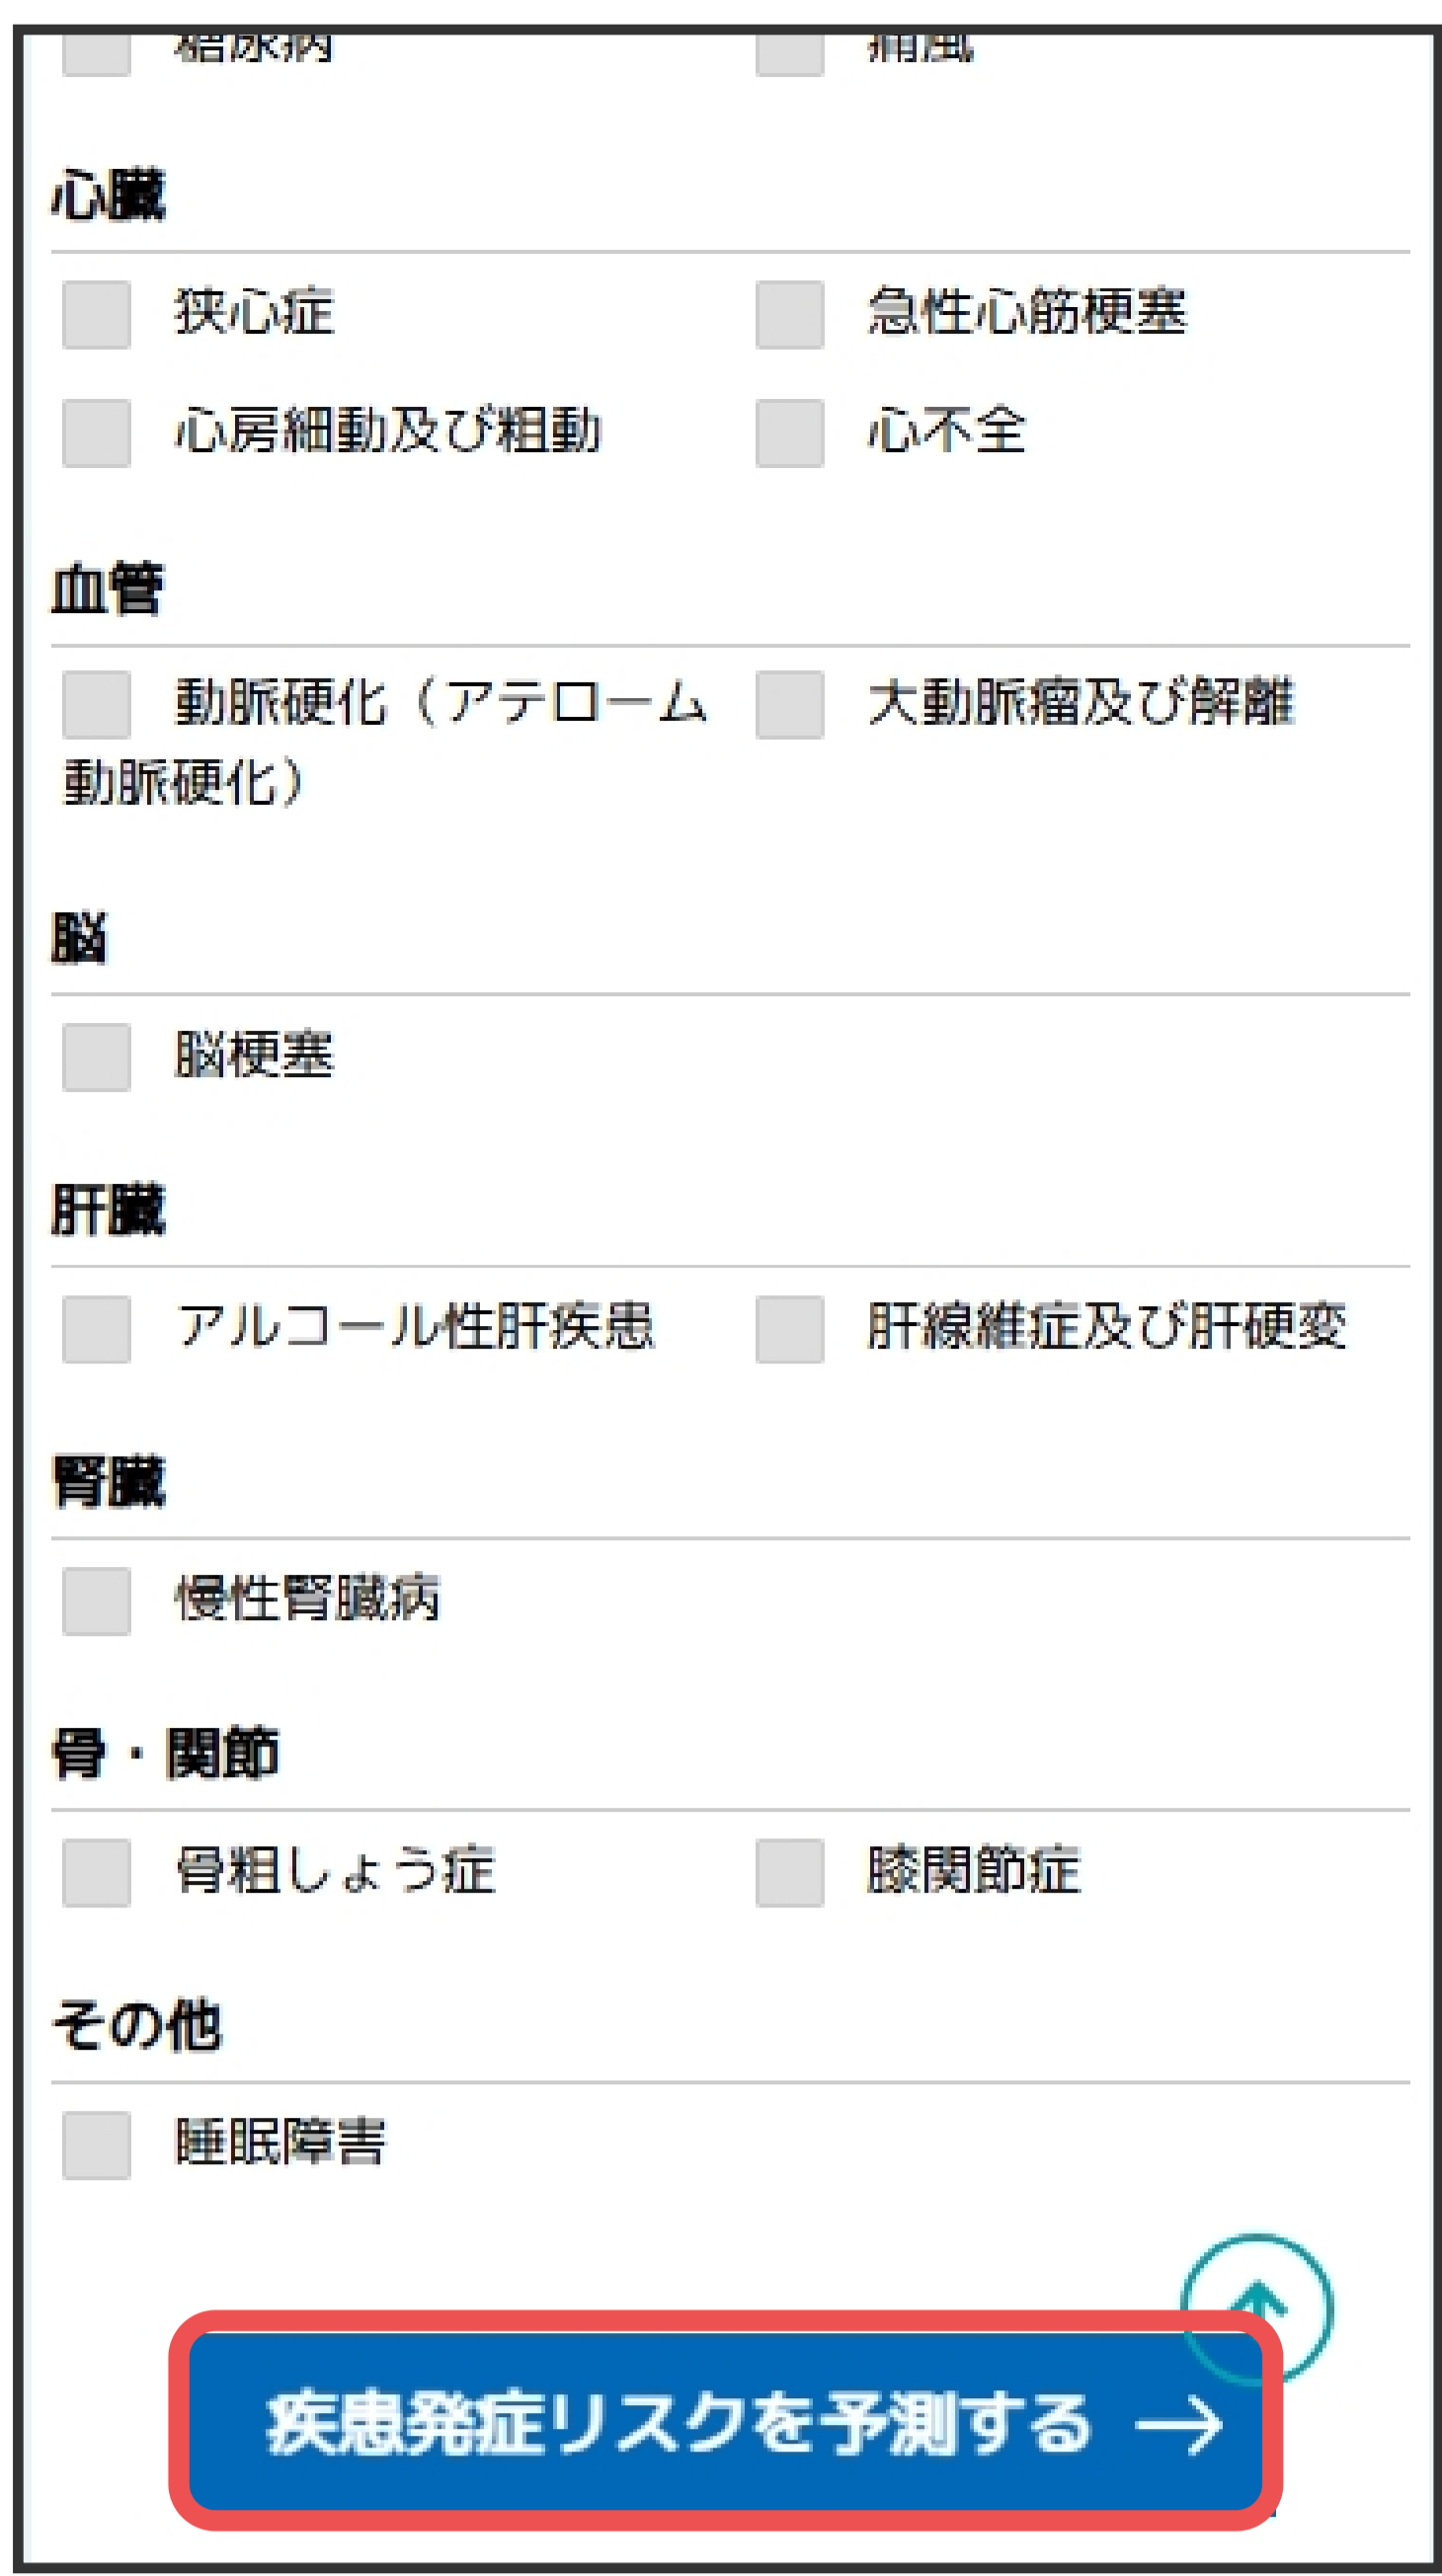 糖尿病 痛風
心臓
狭心症 急性心筋梗塞
心房細動及び粗動 心不全
血管
動脈硬化（アテローム 大動脈瘤及び解離
動脈硬化）
脳
脳梗塞
肝臓
アルコール性肝疾患 肝線維症及び肝硬変
腎臓
慢性腎臓病
骨・関節
骨粗しょう症 膝関節症
その他
睡眠障害
疾患発症リスクを予測する →